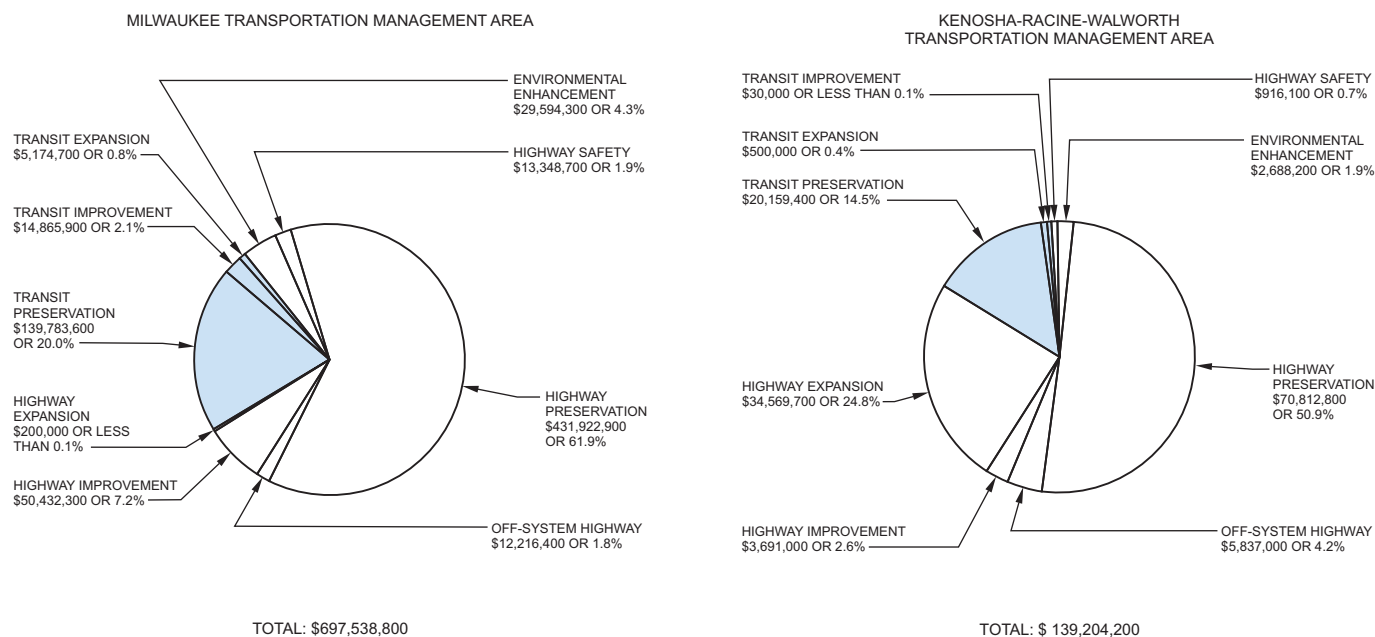 MILWAUKEE TRANSPORTATION MANAGEMENT AREA
ENVIRONMENTAL
ENHANCEMENT
$29,594,300 OR 4.3%
TRANSIT EXPANSION
$5,174,700 OR 0.8%
HIGHWAY SAFETY
$13,348,700 OR 1.9%
TRANSIT IMPROVEMENT
$14,865,900 OR 2.1%
TRANSIT
PRESERVATION
$139,783,600
OR 20.0%
HIGHWAY
EXPANSION
$200,000 OR LESS
THAN 0.1%
HIGHWAY
PRESERVATION
$431,922,900
OR 61.9%
HIGHWAY IMPROVEMENT
$50,432,300 OR 7.2%
OFF-SYSTEM HIGHWAY
$12,216,400 OR 1.8%
TOTAL: $697,538,800
KENOSHA-RACINE-WALWORTH
TRANSPORTATION MANAGEMENT AREA
TRANSIT IMPROVEMENT
$30,000 OR LESS THAN 0.1%
HIGHWAY SAFETY
$916,100 OR 0.7%
TRANSIT EXPANSION
$500,000 OR 0.4%
ENVIRONMENTAL
ENHANCEMENT
$2,688,200 OR 1.9%
TRANSIT PRESERVATION
$20,159,400 OR 14.5%
HIGHWAY EXPANSION
$34,569,700 OR 24.8%
HIGHWAY
PRESERVATION
$70,812,800
OR 50.9%
HIGHWAY IMPROVEMENT
$3,691,000 OR 2.6%
OFF-SYSTEM HIGHWAY
$5,837,000 OR 4.2%
TOTAL: $ 139,204,200